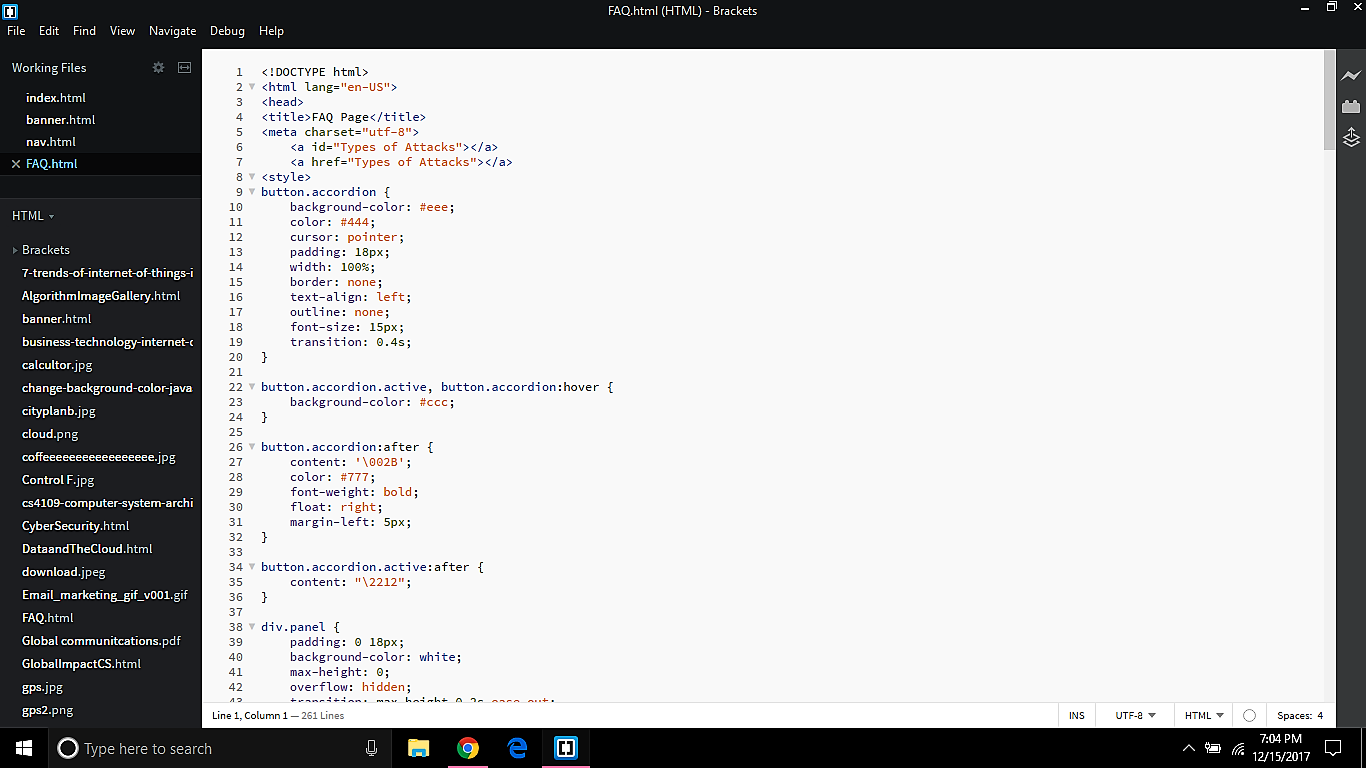 FAQ.html (HTML) - Brackets
File Edit Find View Navigate Debug Help
Working Files
index.html
banner.html
nav.html
FAQ.html
HTML
Brackets
7-trends-of-internet-of-things-i
AlgorithmImageGallery.html
banner.html
business-technology-internet-c
calcultor.jpg
change-background-color-java
cityplanb.jpg
cloud.png
coffeeeeeeeeeeeeeeeee.jpg
Control F.jpg
cs4109-computer-system-archi
CyberSecurity.html
DataandTheCloud.html
download.jpeg
Email_marketing_gif_v001.gif
FAQ.html
Global communitcations.pdf
GlobalImpactCS.html
gps.jpg
gps2.png
1 <!DOCTYPE html>
2 <html lang="en-US">
3 <head>
4 <title>FAQ Page</title>
5 <meta charset="utf-8">
6 <a id="Types of Attacks"></a>
7 <a href="Types of Attacks"></a>
8 <style>
9 button.accordion {
10 background-color: #eee;
11 color: #444;
12 cursor: pointer;
13 padding: 18px;
14 width: 100%;
15 border: none;
16 text-align: left;
17 outline: none;
18 font-size: 15px;
19 transition: 0.4s;
20 }
21
22 button.accordion.active, button.accordion:hover {
23 background-color: #ccc;
24 }
25
26 button.accordion:after {
27 content: '\002B';
28 color: #777;
29 font-weight: bold;
30 float: right;
31 margin-left: 5px;
32 }
33
34 button.accordion.active:after {
35 content: "\2212";
36 }
37
38 div.panel {
39 padding: 0 18px;
40 background-color: white;
41 max-height: 0;
42 overflow: hidden;
43 transition: max-height 0.2s ease-out;
Line 1, Column 1 — 261 Lines
INS UTF-8 HTML Spaces: 4
Type here to search
7:04 PM
12/15/2017